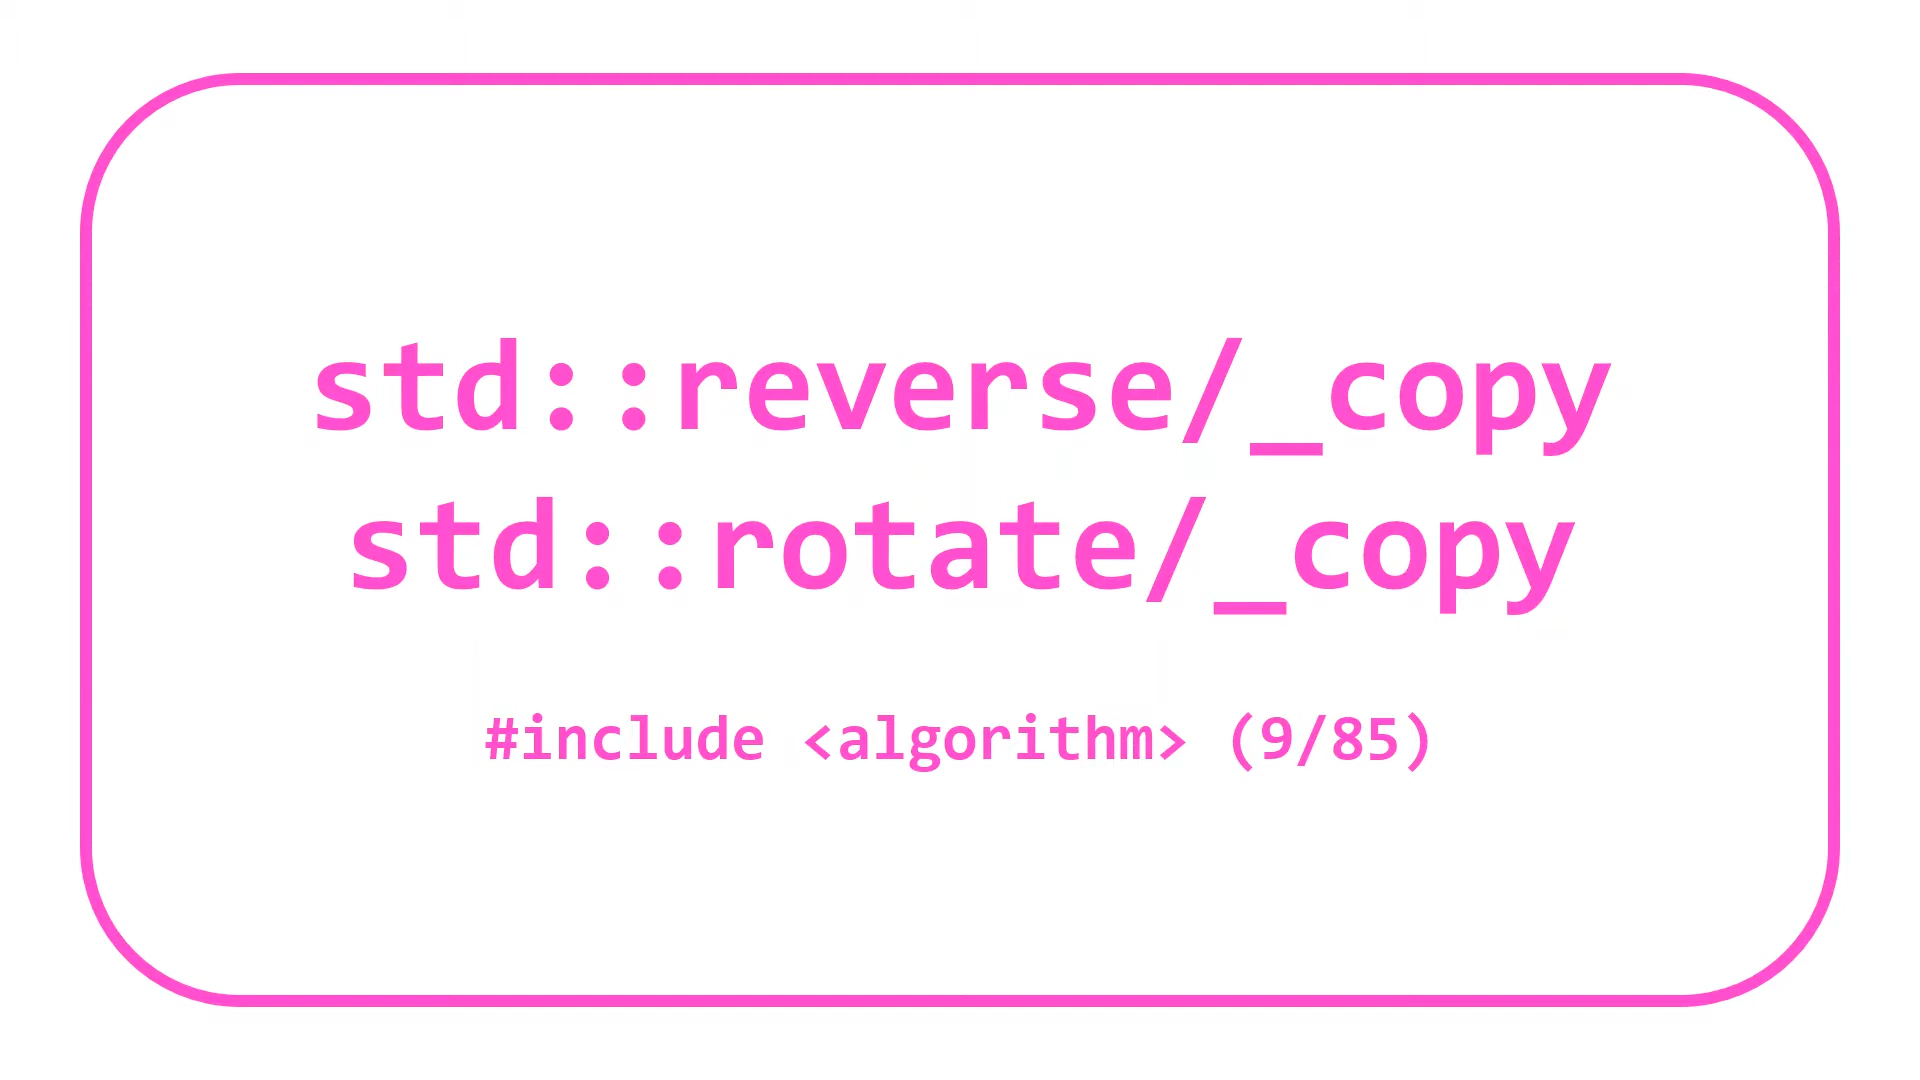 std::reverse/_copy
std::rotate/_copy
#include <algorithm> (9/85)